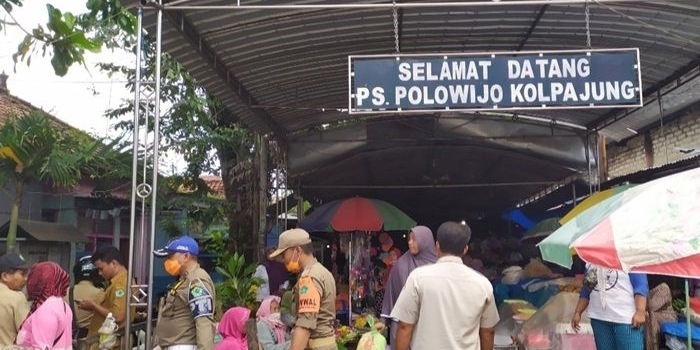 SELAMAT DATANG
PS. POLOWIJO KOLPAJUNG